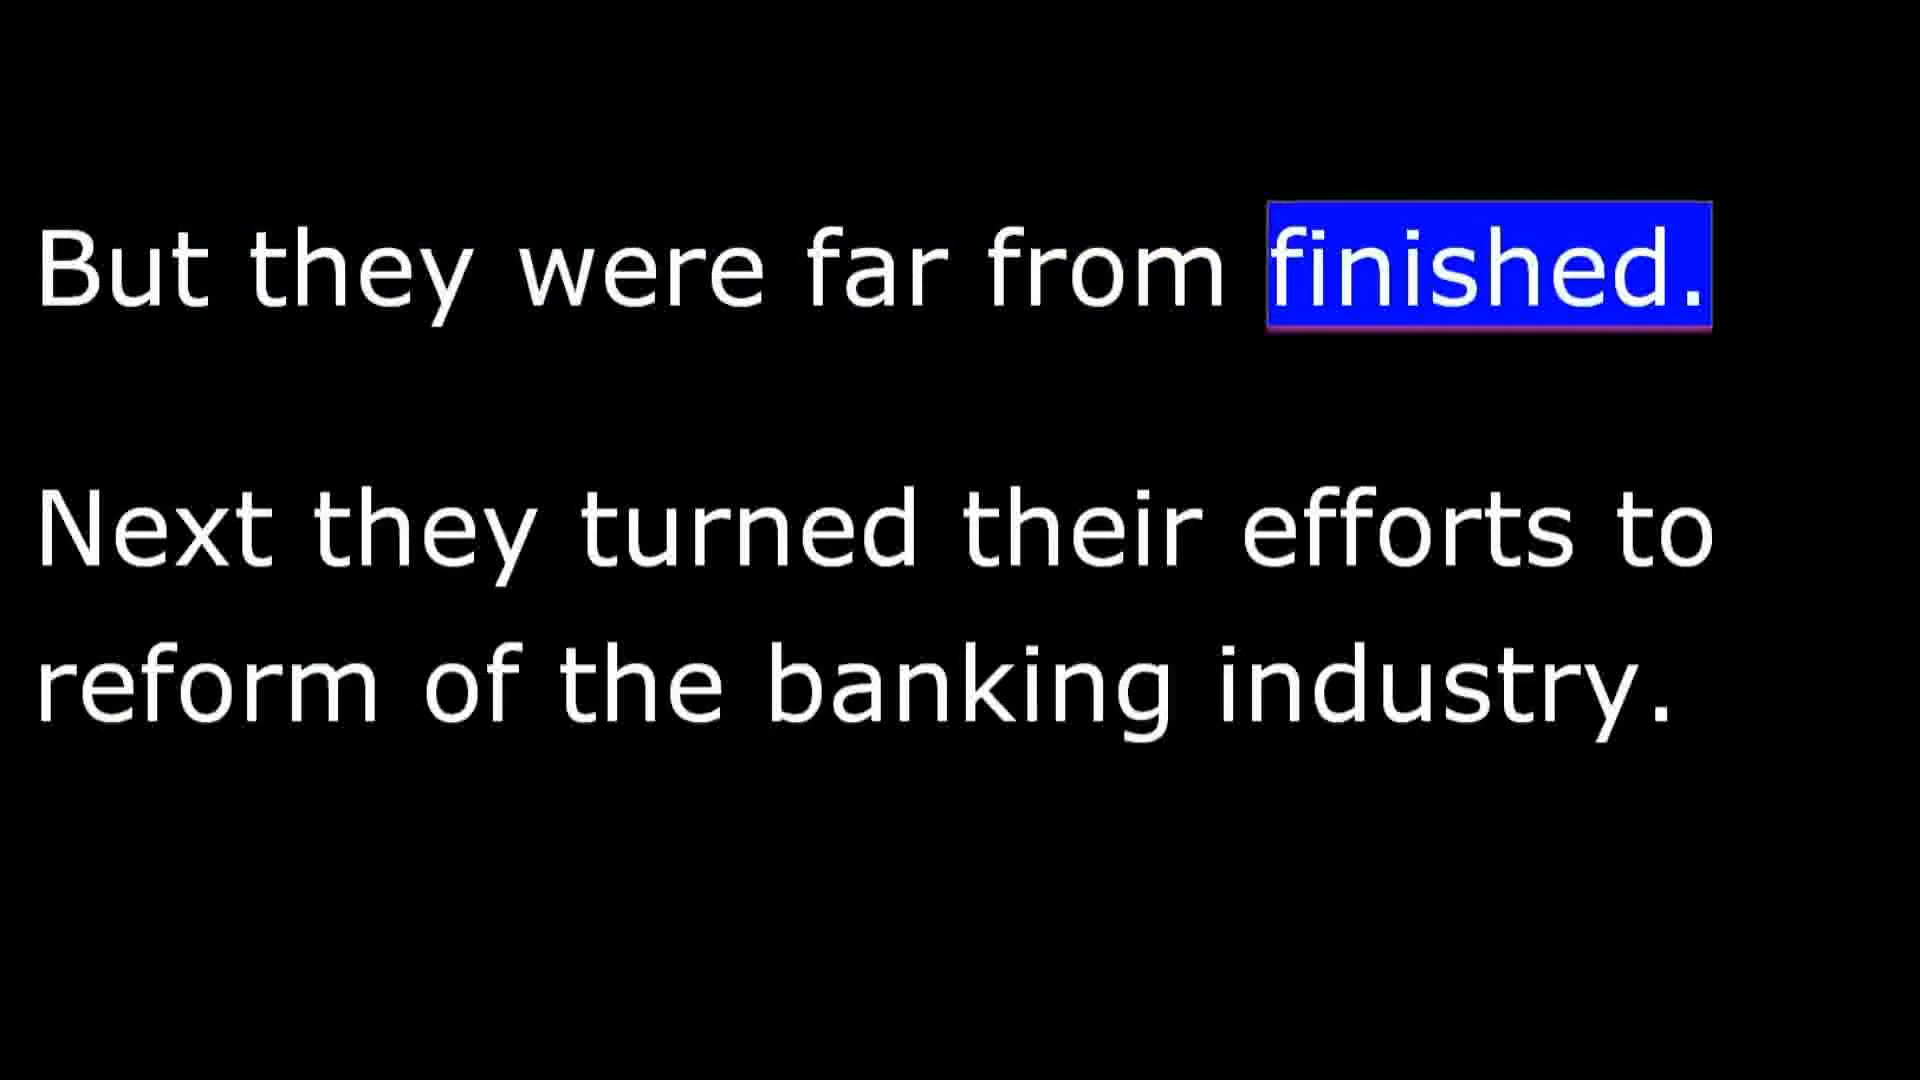 But they were far from finished.
Next they turned their efforts to
reform of the banking industry.